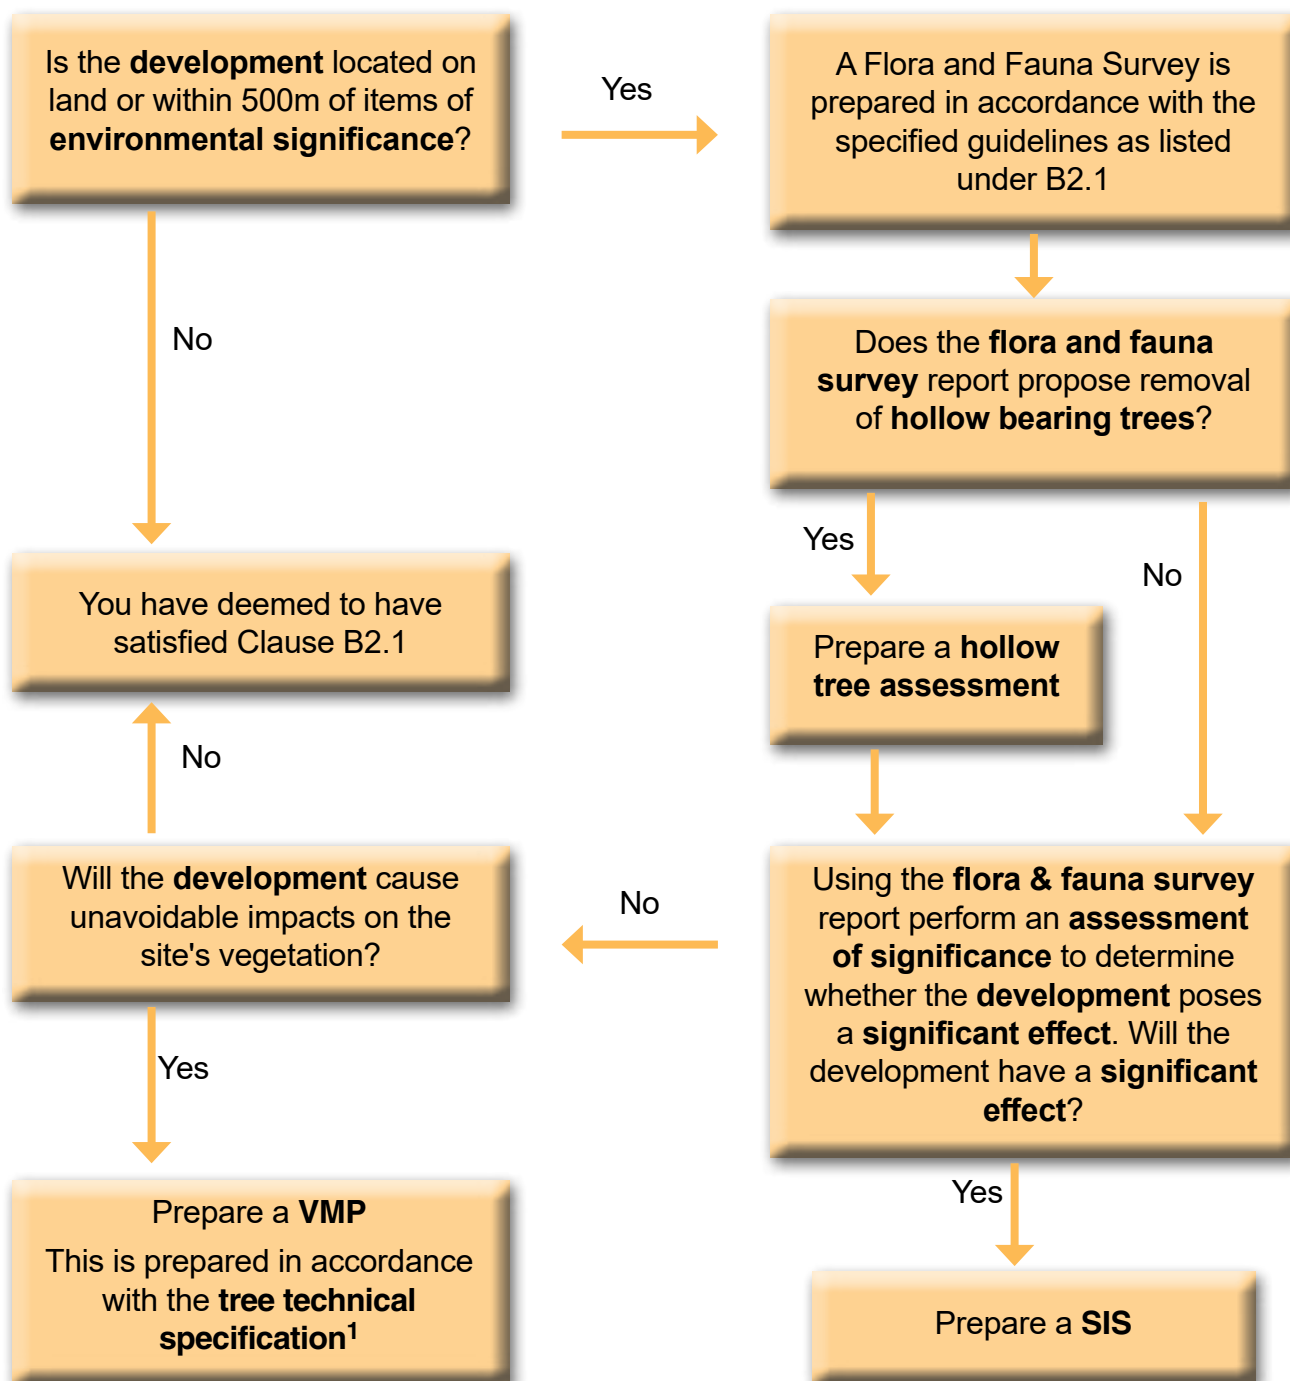 Is the development located on
land or within 500m of items of
environmental significance?
Yes
A Flora and Fauna Survey is
prepared in accordance with the
specified guidelines as listed
under B2.1
No
Does the flora and fauna
survey report propose removal
of hollow bearing trees?
Yes
No
You have deemed to have
satisfied Clause B2.1
Prepare a hollow
tree assessment
No
Will the development cause
unavoidable impacts on the
site's vegetation?
No
Using the flora & fauna survey
report perform an assessment
of significance to determine
whether the development poses
a significant effect. Will the
development have a significant
effect?
Yes
Yes
Prepare a VMP
This is prepared in accordance
with the tree technical
specification¹
Prepare a SIS